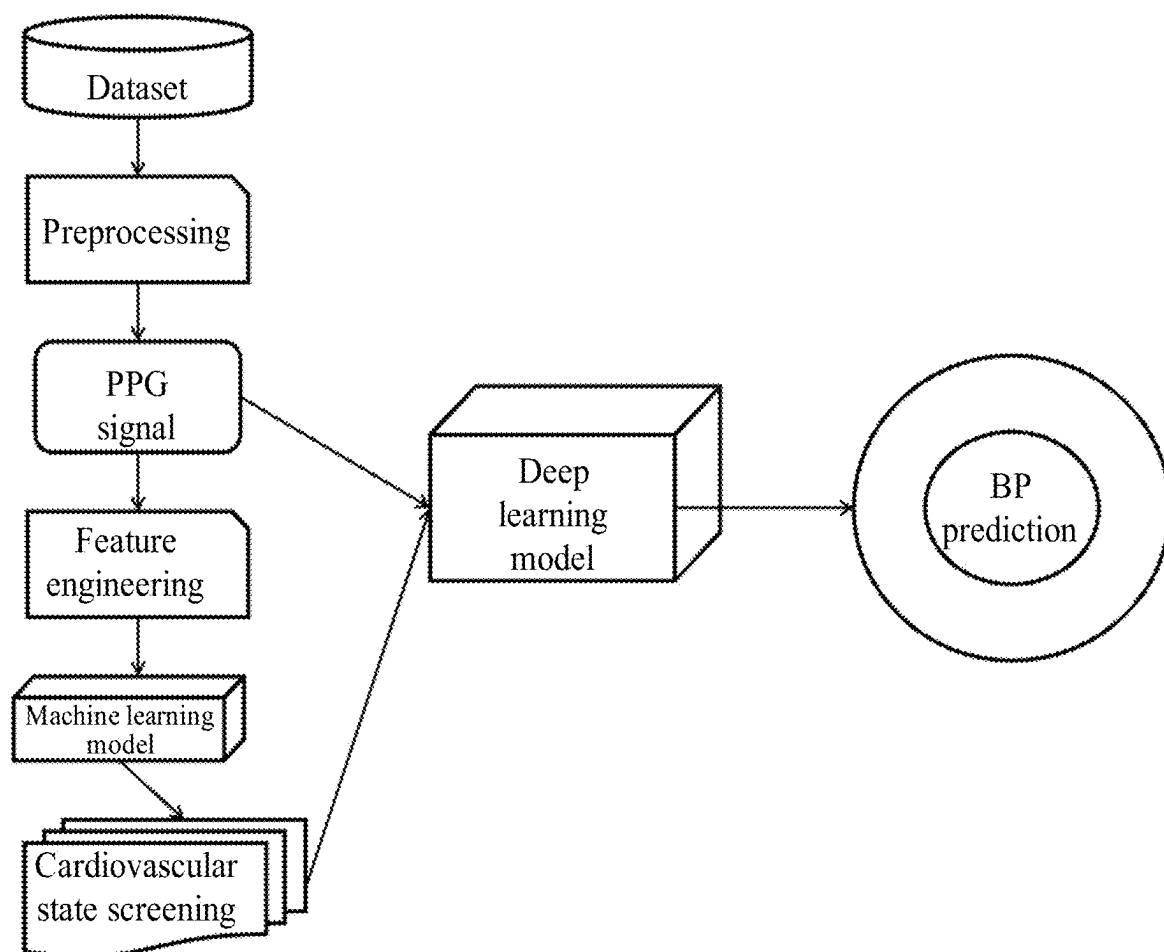 Dataset
Preprocessing
PPG
signal
Feature
engineering
Machine learning
model
Cardiovascular
state screening
Deep
learning
model
BP
prediction